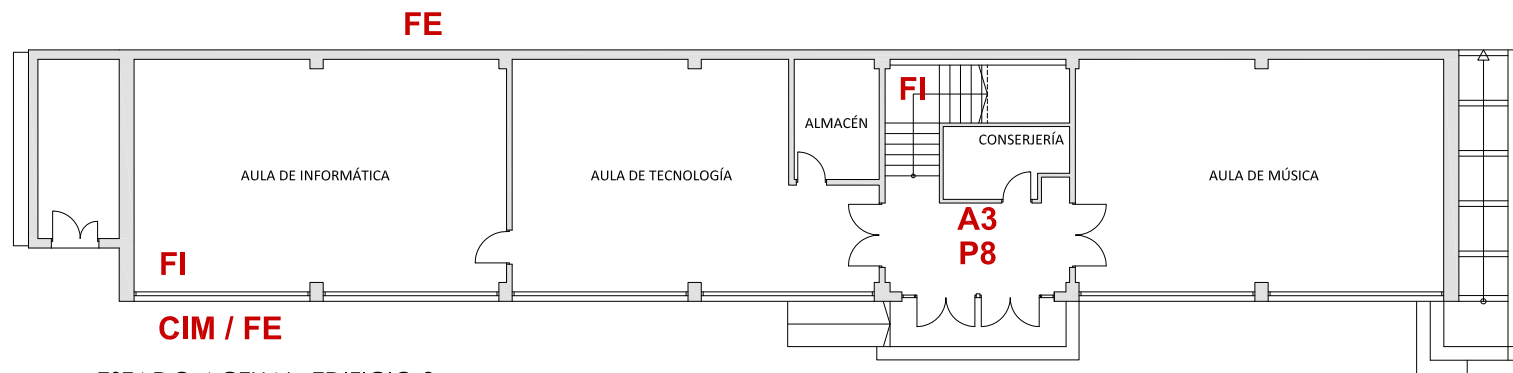 FE
FI
ALMACÉN
CONSERJERÍA
AULA DE INFORMÁTICA
AULA DE TECNOLOGÍA
AULA DE MÚSICA
A3
P8
FI
CIM / FE